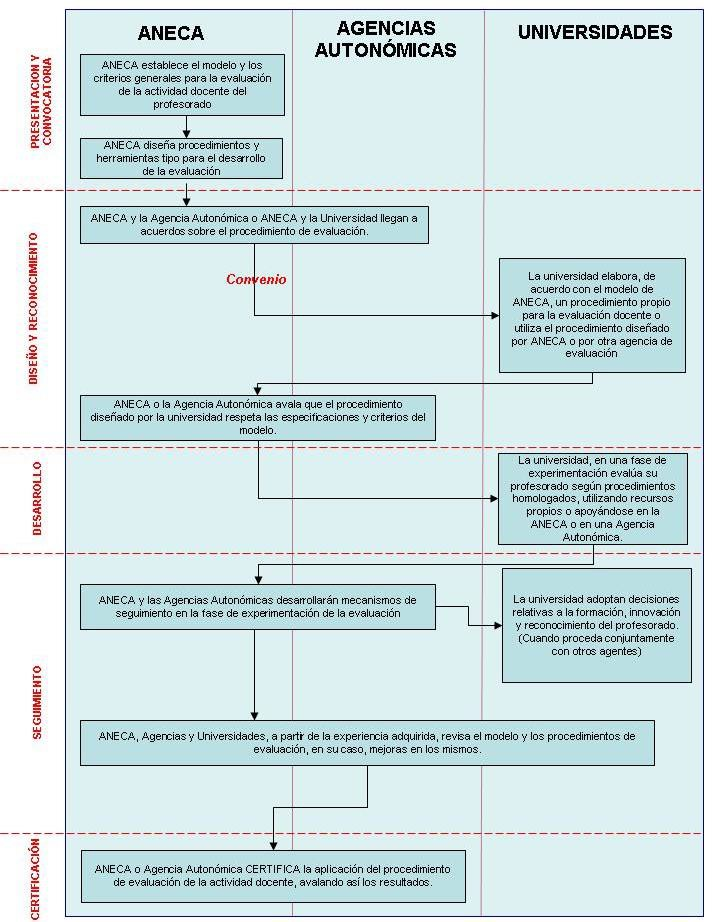 ANECA
AGENCIAS
AUTONÓMICAS
UNIVERSIDADES
PRESENTACION Y
CONVOCATORIA
ANECA establece el modelo y los
criterios generales para la evaluación
de la actividad docente del
profesorado
ANECA diseña procedimientos y
herramientas tipo para el desarrollo
de la evaluación
DISEÑO Y RECONOCIMIENTO
ANECA y la Agencia Autonómica o ANECA y la Universidad llegan a
acuerdos sobre el procedimiento de evaluación.
Convenio
La universidad elabora, de
acuerdo con el modelo de
ANECA, un procedimiento propio
para la evaluación docente o
utiliza el procedimiento diseñado
por ANECA o por otra agencia de
evaluación
ANECA o la Agencia Autonómica avala que el procedimiento
diseñado por la universidad respeta las especificaciones y criterios del
modelo.
DESARROLLO
La universidad, en una fase de
experimentación evalúa su
profesorado según procedimientos
homologados, utilizando recursos
propios o apoyándose en la
ANECA o en una Agencia
Autonómica.
SEGUIMIENTO
ANECA y las Agencias Autonómicas desarrollarán mecanismos de
seguimiento en la fase de experimentación de la evaluación
La universidad adoptan decisiones
relativas a la formación, innovación
y reconocimiento del profesorado.
(Cuando proceda conjuntamente
con otros agentes)
ANECA, Agencias y Universidades, a partir de la experiencia adquirida, revisa el modelo y los procedimientos de
evaluación, en su caso, mejoras en los mismos.
CERTIFICACIÓN
ANECA o Agencia Autonómica CERTIFICA la aplicación del procedimiento
de evaluación de la actividad docente, avalando así los resultados.